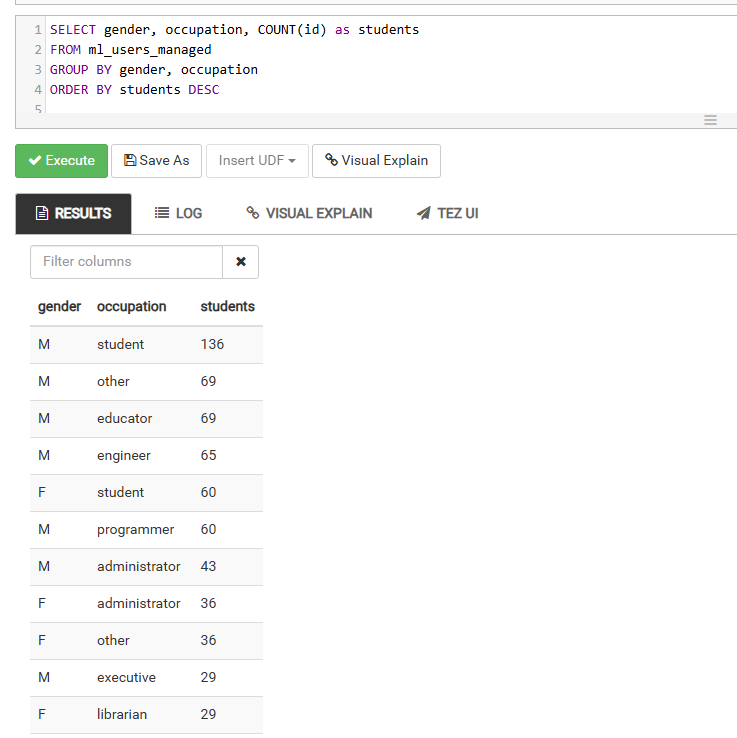 1 SELECT gender, occupation, COUNT(id) as students
2 FROM ml_users_managed
3 GROUP BY gender, occupation
4 ORDER BY students DESC
5
Execute Save As Insert UDF Visual Explain
RESULTS LOG VISUAL EXPLAIN TEZ UI
Filter columns
gender occupation students
M student 136
M other 69
M educator 69
M engineer 65
F student 60
M programmer 60
M administrator 43
F administrator 36
F other 36
M executive 29
F librarian 29